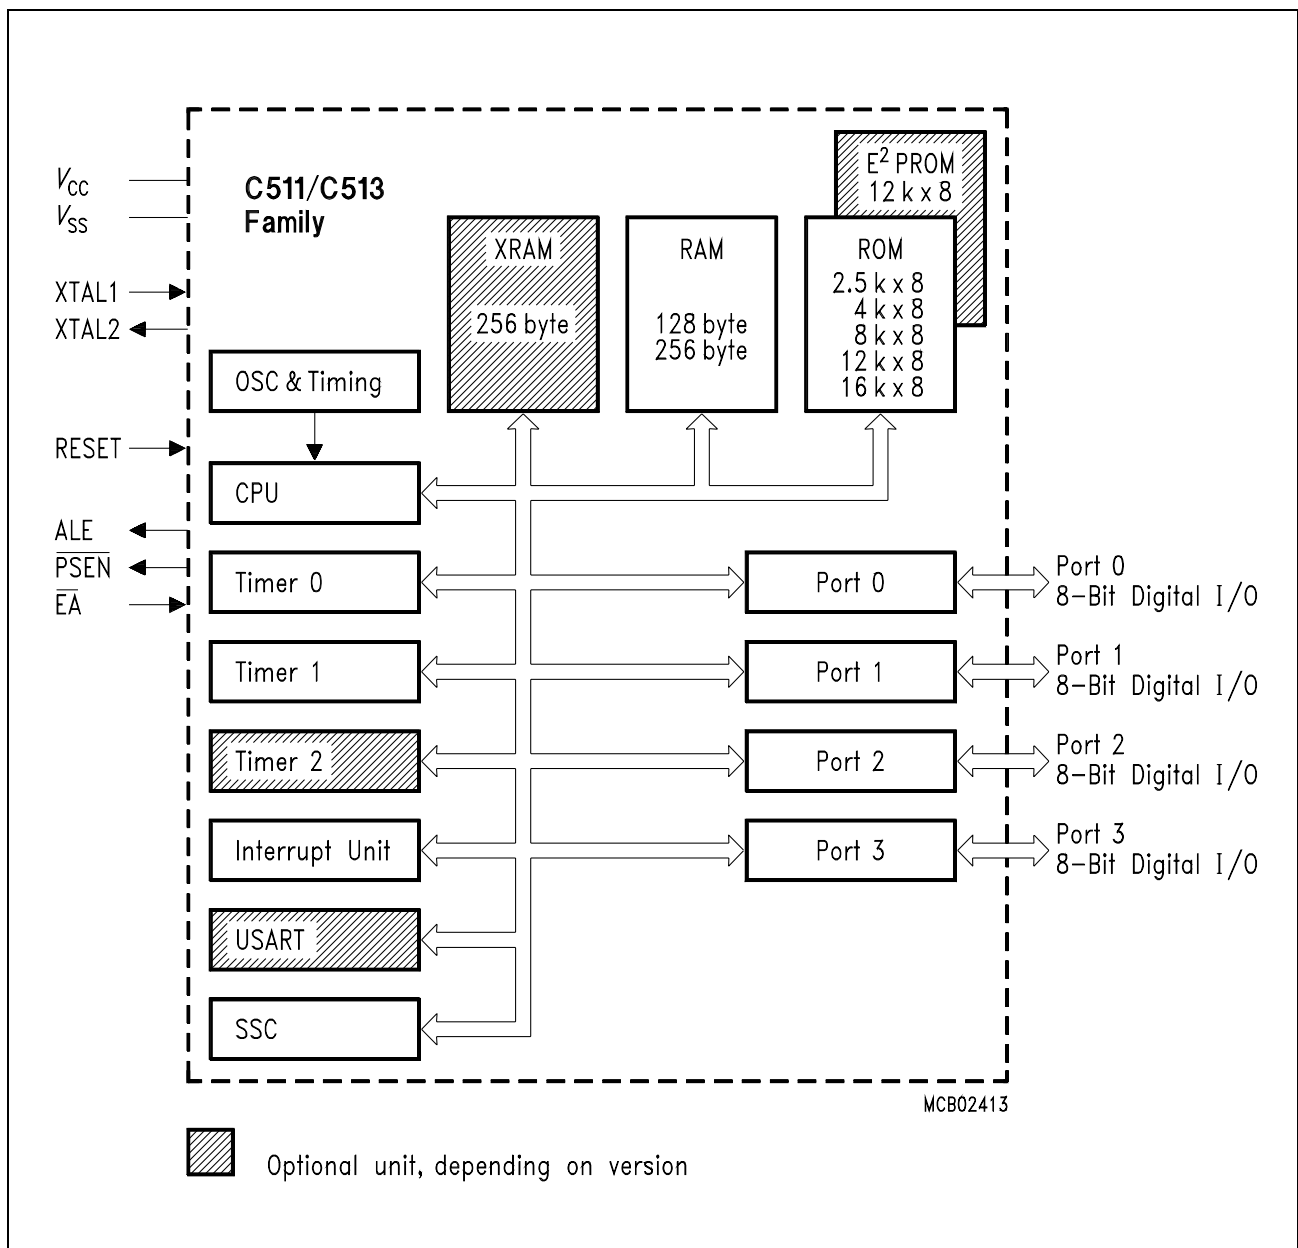 VCC
VSS
XTAL1
XTAL2
RESET
ALE
PSEN
EA
C511/C513
Family
E² PROM
12 k x 8
XRAM
256 byte
RAM
128 byte
256 byte
ROM
2.5 k x 8
4 k x 8
8 k x 8
12 k x 8
16 k x 8
OSC & Timing
CPU
Timer 0
Timer 1
Timer 2
Interrupt Unit
USART
SSC
Port 0
Port 1
Port 2
Port 3
Port 0
8-Bit Digital I/O
Port 1
8-Bit Digital I/O
Port 2
8-Bit Digital I/O
Port 3
8-Bit Digital I/O
MCB02413
Optional unit, depending on version